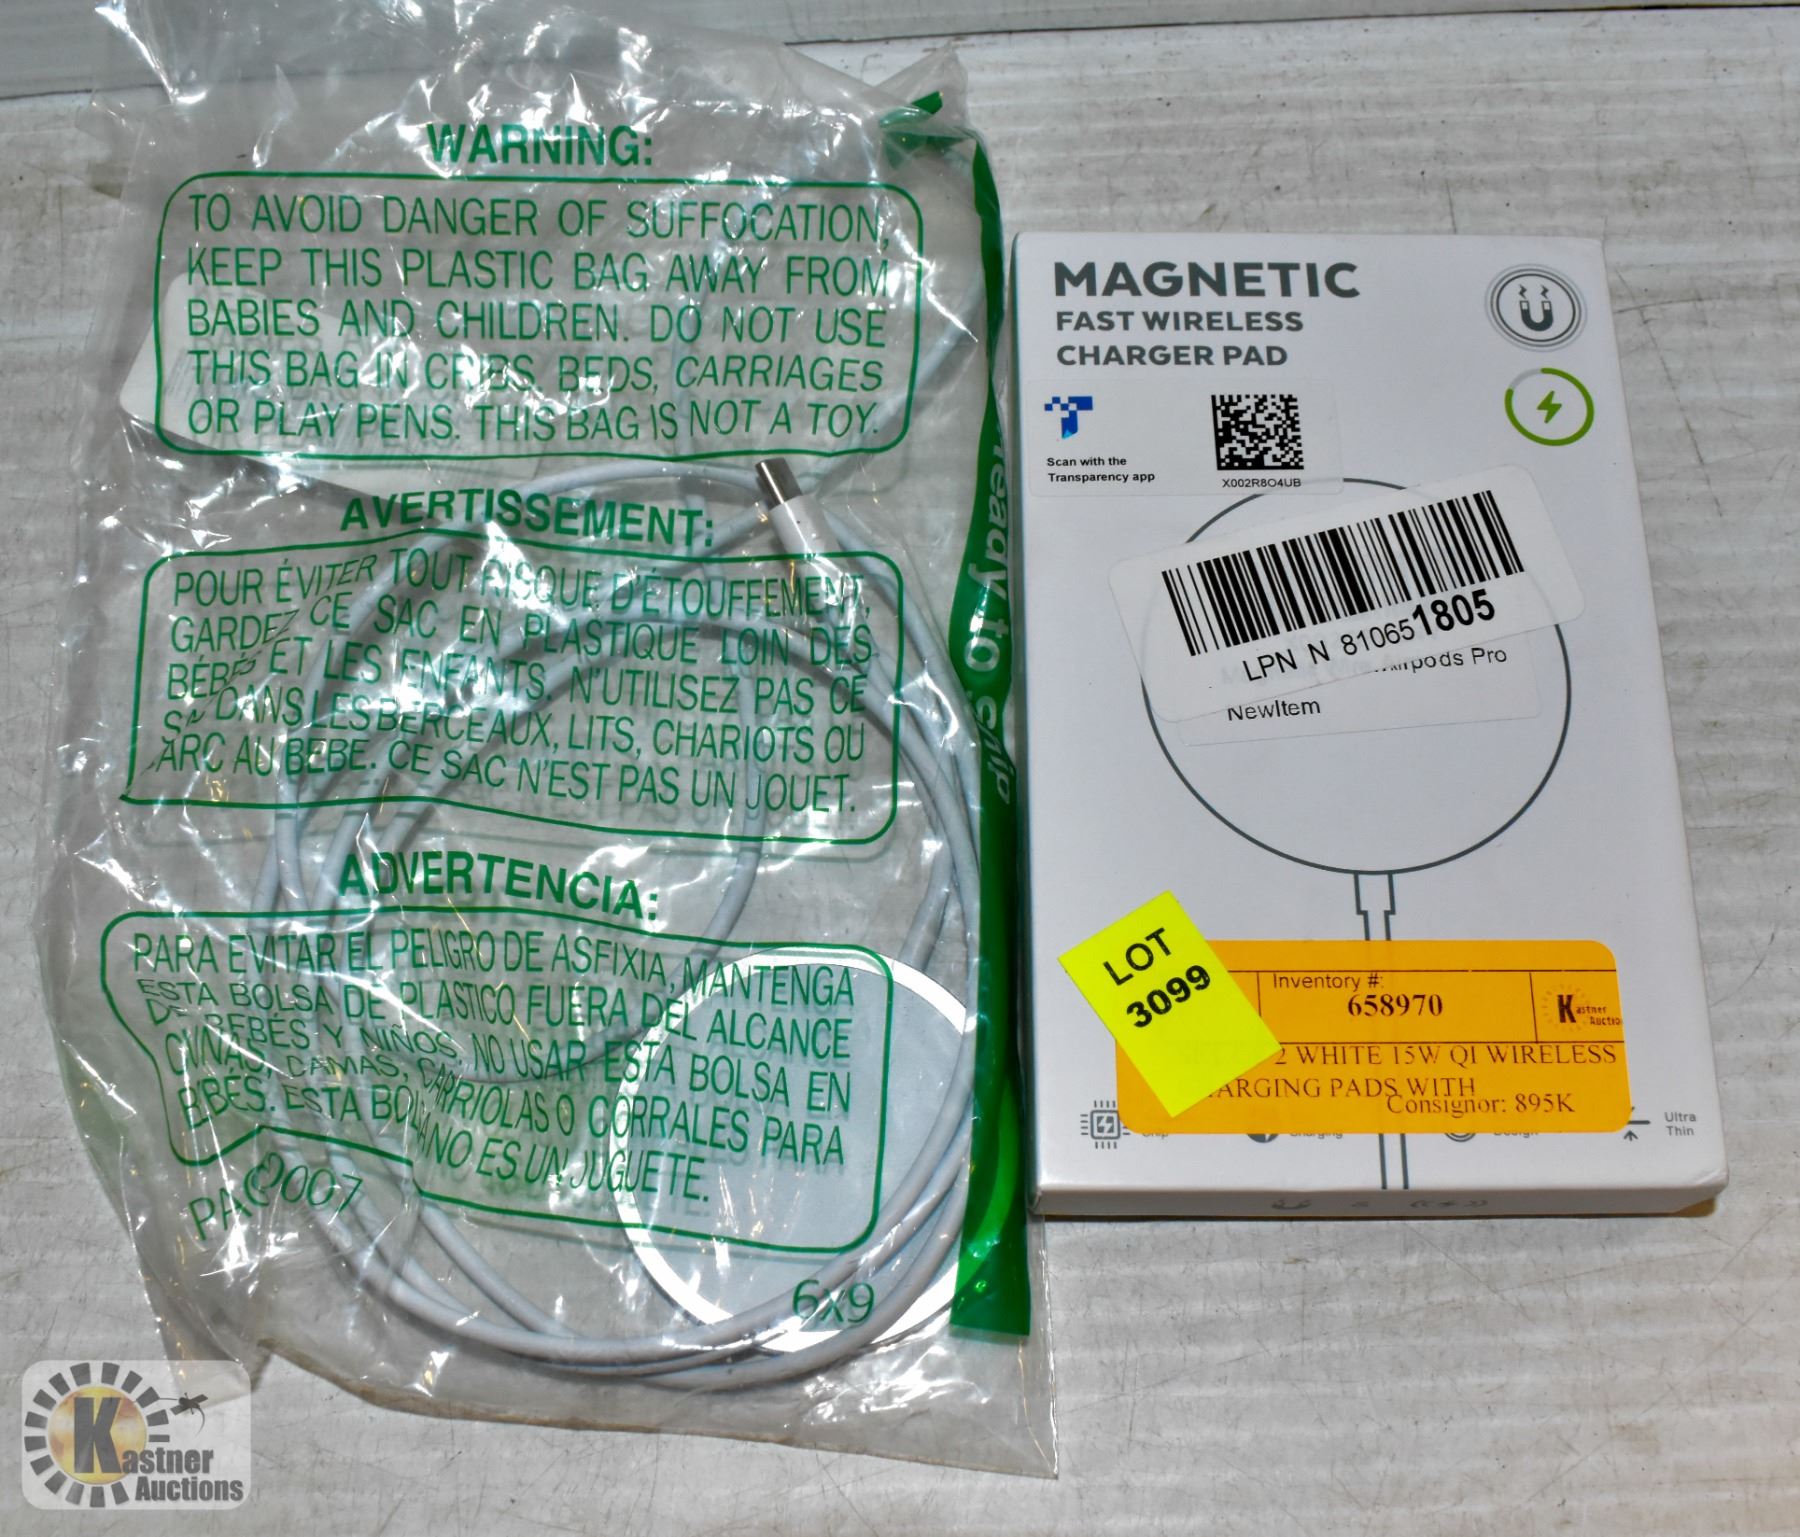 WARNING:
TO AVOID DANGER OF SUFFOCATION,
KEEP THIS PLASTIC BAG AWAY FROM
BABIES AND CHILDREN. DO NOT USE
THIS BAG IN CRIBS, BEDS, CARRIAGES
OR PLAY PENS. THIS BAG IS NOT A TOY.
AVERTISSEMENT:
POUR ÉVITER TOUT RISQUE D'ÉTOUFFEMENT,
GARDEZ CE SAC EN PLASTIQUE LOIN DES
BÉBÉS ET LES ENFANTS. N'UTILISEZ PAS CE
DANS LES BERCEAUX, LITS, CHARIOTS OU
ARC AU BEBE. CE SAC N'EST PAS UN JOUET.
ADVERTENCIA:
PARA EVITAR EL PELIGRO DE ASFIXIA, MANTENGA
ESTA BOLSA DE PLASTICO FUERA DEL ALCANCE
DE BEBÉS Y NIÑOS, NO USAR ESTA BOLSA EN
CUNAS, CAMAS, CARRIOLAS O CORRALES PARA
BEBÉS. ESTA BOLSA NO ES UN JUGUETE.
6x9
Ready to ship
MAGNETIC
FAST WIRELESS
CHARGER PAD
Scan with the
Transparency app
X002R8O4UB
LPN N 810651805
Airpods Pro
NewItem
LOT
3099
Inventory #:
658970
Kastner
Auctio
2 WHITE 15W QI WIRELESS
ARGING PADS WITH
Consignor: 895K
Ultra
Thin
Kastner
Auctions